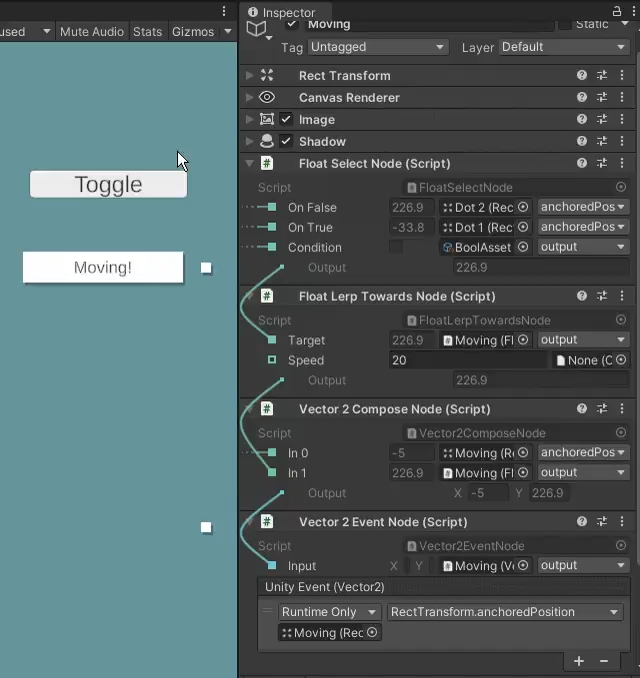 Inspector
used Mute Audio Stats Gizmos
Toggle
Moving!
Moving Static
Tag Untagged Layer Default
Rect Transform
Canvas Renderer
Image
Shadow
Float Select Node (Script)
Script FloatSelectNode
On False 226.9 Dot 2 (Rec anchoredPos
On True -33.8 Dot 1 (Rec anchoredPos
Condition BoolAsset output
Output 226.9
Float Lerp Towards Node (Script)
Script FloatLerpTowardsNode
Target 226.9 Moving (Fl output
Speed 20 None (C
Output 226.9
Vector 2 Compose Node (Script)
Script Vector2ComposeNode
In 0 -5 Moving (Re anchoredPos
In 1 226.9 Moving (Fl output
Output X -5 Y 226.9
Vector 2 Event Node (Script)
Script Vector2EventNode
Input X Y Moving (Ve output
Unity Event (Vector2)
Runtime Only RectTransform.anchoredPosition
Moving (Rec